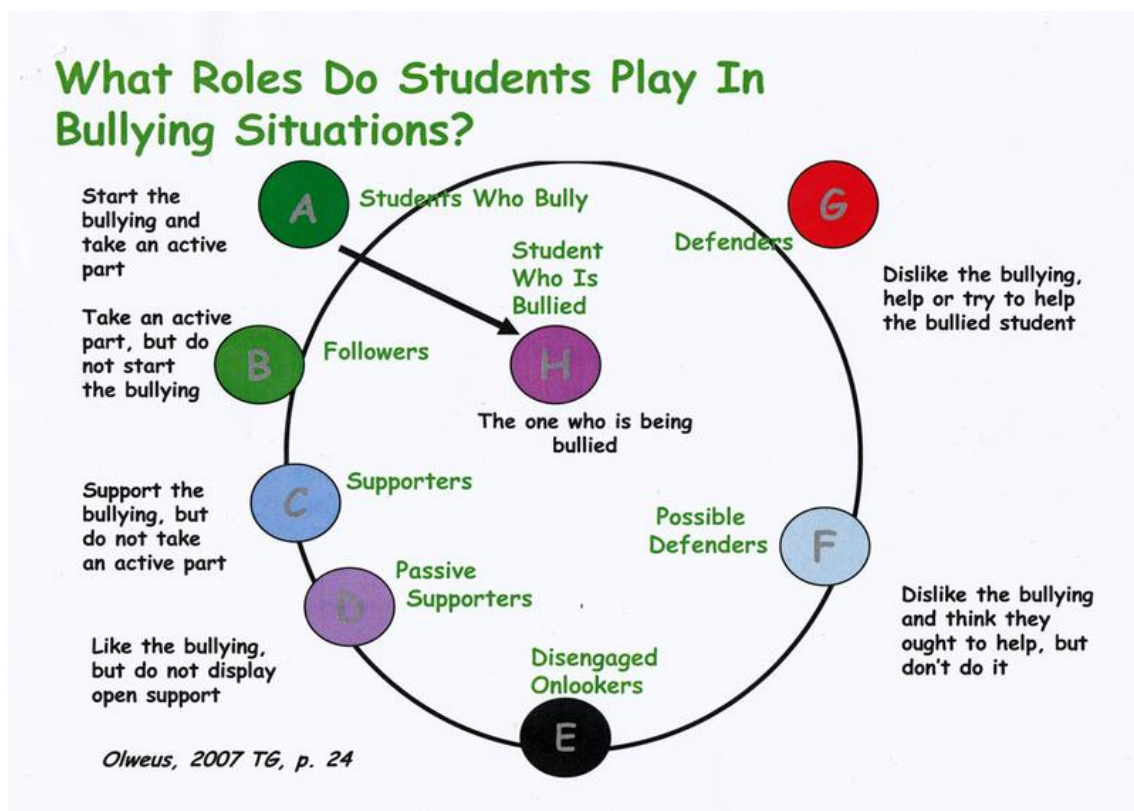 What Roles Do Students Play In
Bullying Situations?
Start the
bullying and
take an active
part
A
Students Who Bully
G
Defenders
Dislike the bullying,
help or try to help
the bullied student
Student
Who Is
Bullied
Take an active
part, but do
not start
the bullying
B
Followers
H
The one who is being
bullied
Support the
bullying, but
do not take
an active part
C
Supporters
Possible
Defenders
F
Dislike the bullying
and think they
ought to help, but
don't do it
D
Passive
Supporters
Like the bullying,
but do not display
open support
Disengaged
Onlookers
E
Olweus, 2007 TG, p. 24